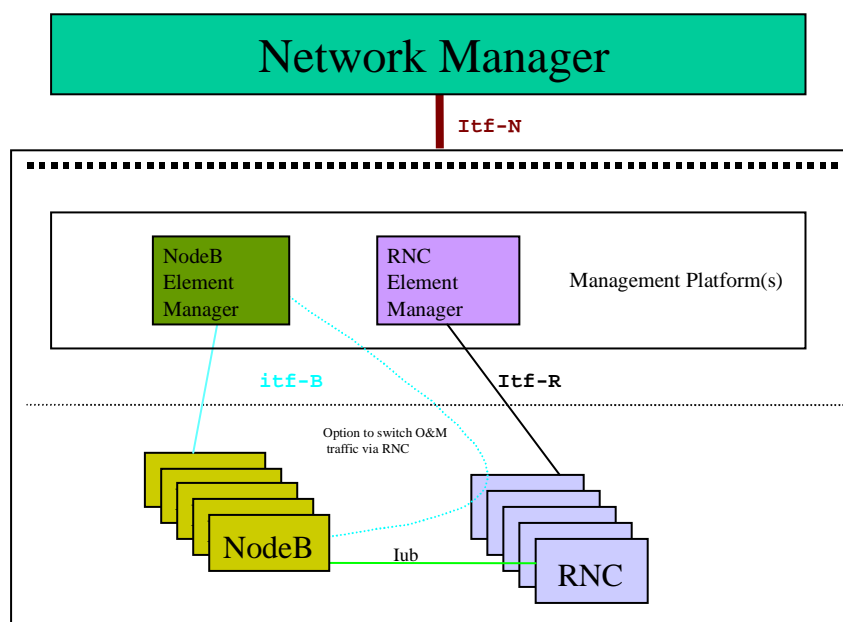 Network Manager
Itf-N
NodeB
Element
Manager
RNC
Element
Manager
Management Platform(s)
itf-B
Itf-R
Option to switch O&M
traffic via RNC
NodeB
Iub
RNC